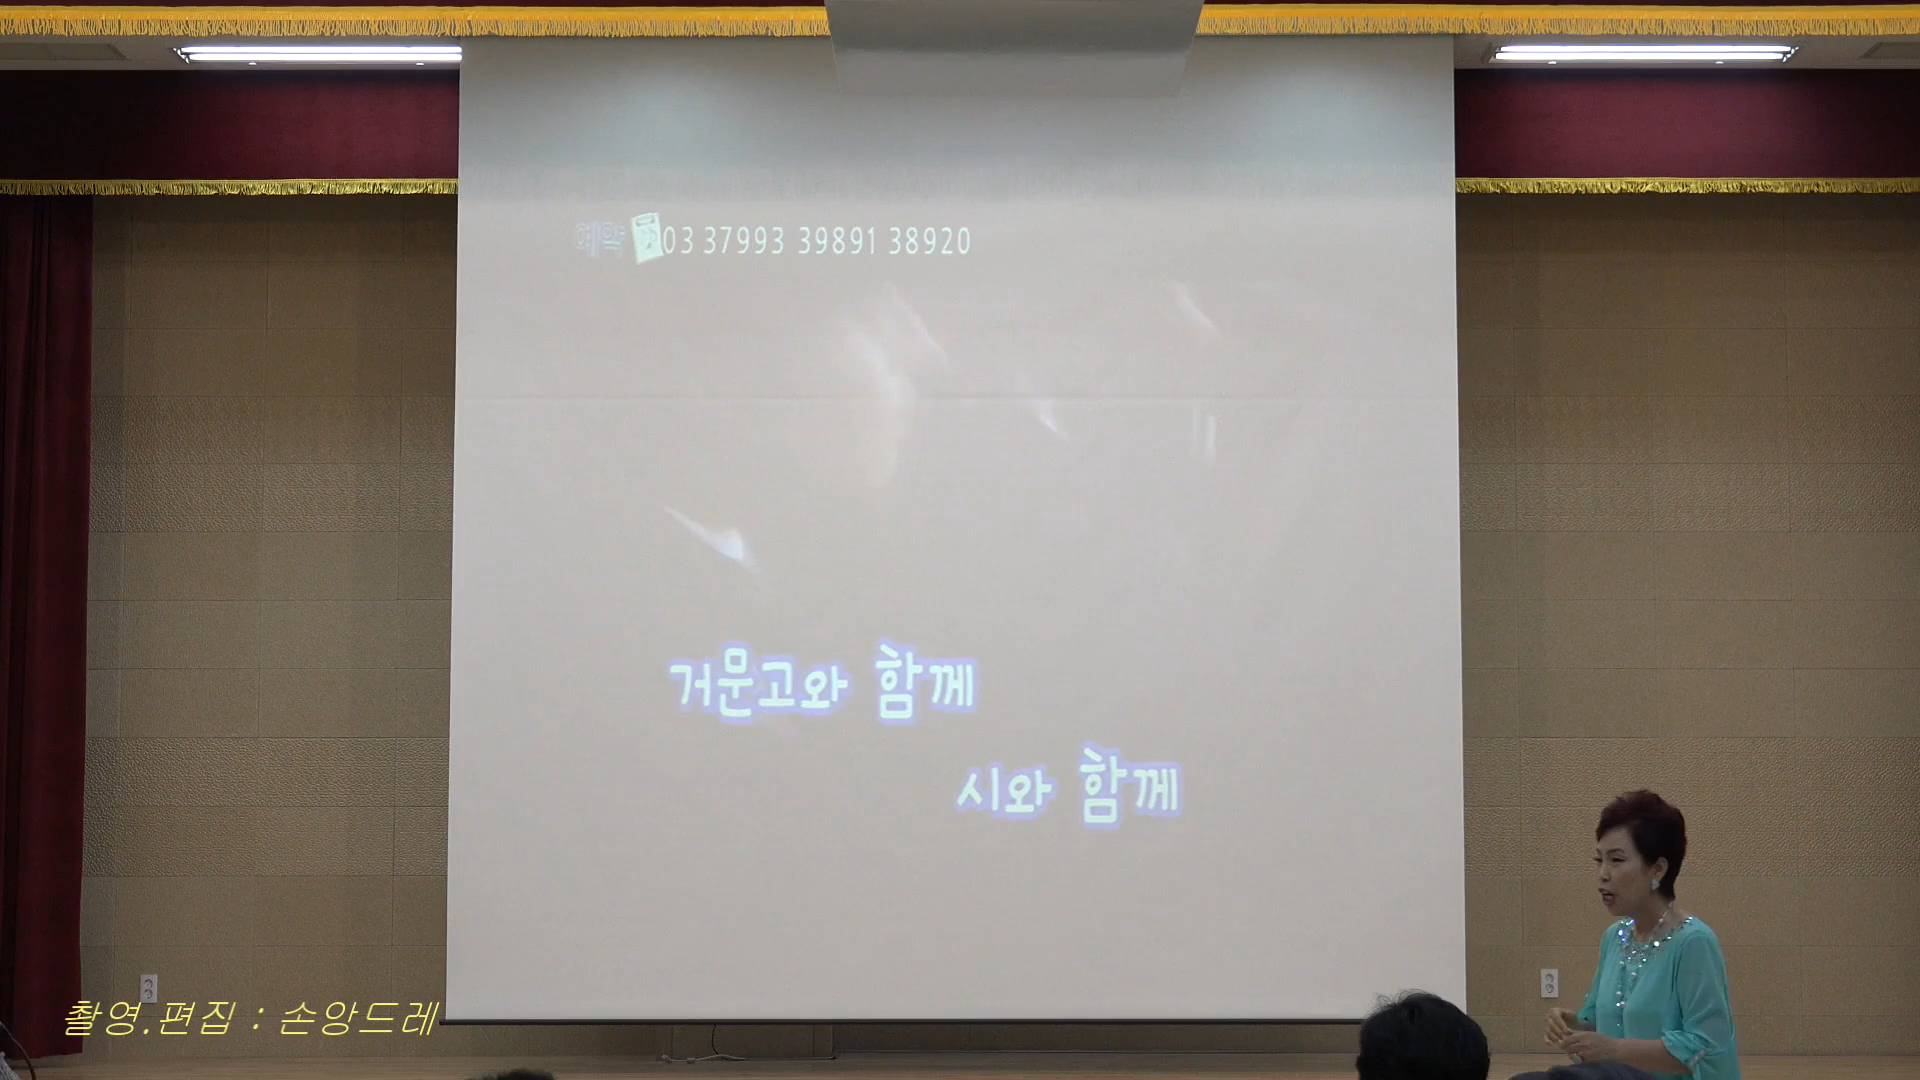 예약 03 37993 39891 38920
거문고와 함께
시와 함께
촬영.편집 : 손앙드레